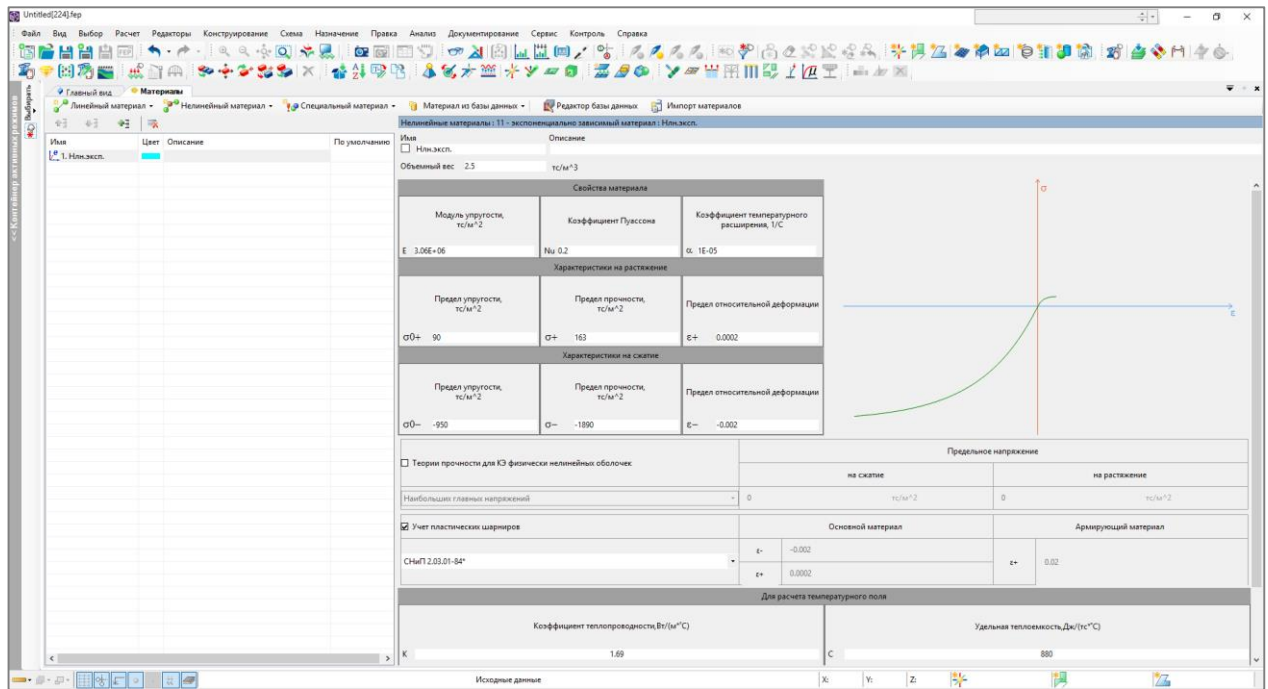 Untitled[224].fep
Файл Вид Выбор Расчет Редакторы Конструирование Схема Назначение Правка Анализ Документирование Сервис Контроль Справка
Главный вид Материалы
Линейный материал Нелинейный материал Специальный материал Материал из базы данных Редактор базы данных Импорт материалов
<<Контейнер активных режимов
Выбирать
Имя Цвет Описание По умолчанию
1. Нлн.эксп.
Нелинейные материалы : 11 - экспоненциально зависимый материал : Нлн.эксп.
Имя Описание
Нлн.эксп.
Объемный вес 2.5 тс/м^3
Свойства материала
Модуль упругости, тс/м^2 Коэффициент Пуассона Коэффициент температурного расширения, 1/С
E 3.06E+06 Nu 0.2 α 1E-05
Характеристики на растяжение
Предел упругости, тс/м^2 Предел прочности, тс/м^2 Предел относительной деформации
σ0+ 90 σ+ 163 ε+ 0.0002
Характеристики на сжатие
Предел упругости, тс/м^2 Предел прочности, тс/м^2 Предел относительной деформации
σ0− -950 σ− -1890 ε− -0.002
σ
ε
Теории прочности для КЭ физически нелинейных оболочек Предельное напряжение
на сжатие на растяжение
Наибольших главных напряжений 0 тс/м^2 0 тс/м^2
Учет пластических шарниров Основной материал Армирующий материал
СНиП 2.03.01-84*
ε- -0.002
ε+ 0.0002
ε+ 0.02
Для расчета температурного поля
Коэффициент теплопроводности,Вт/(м*°С) Удельная теплоемкость,Дж/(тс*°С)
K 1.69 C 880
Исходные данные X: Y: Z: